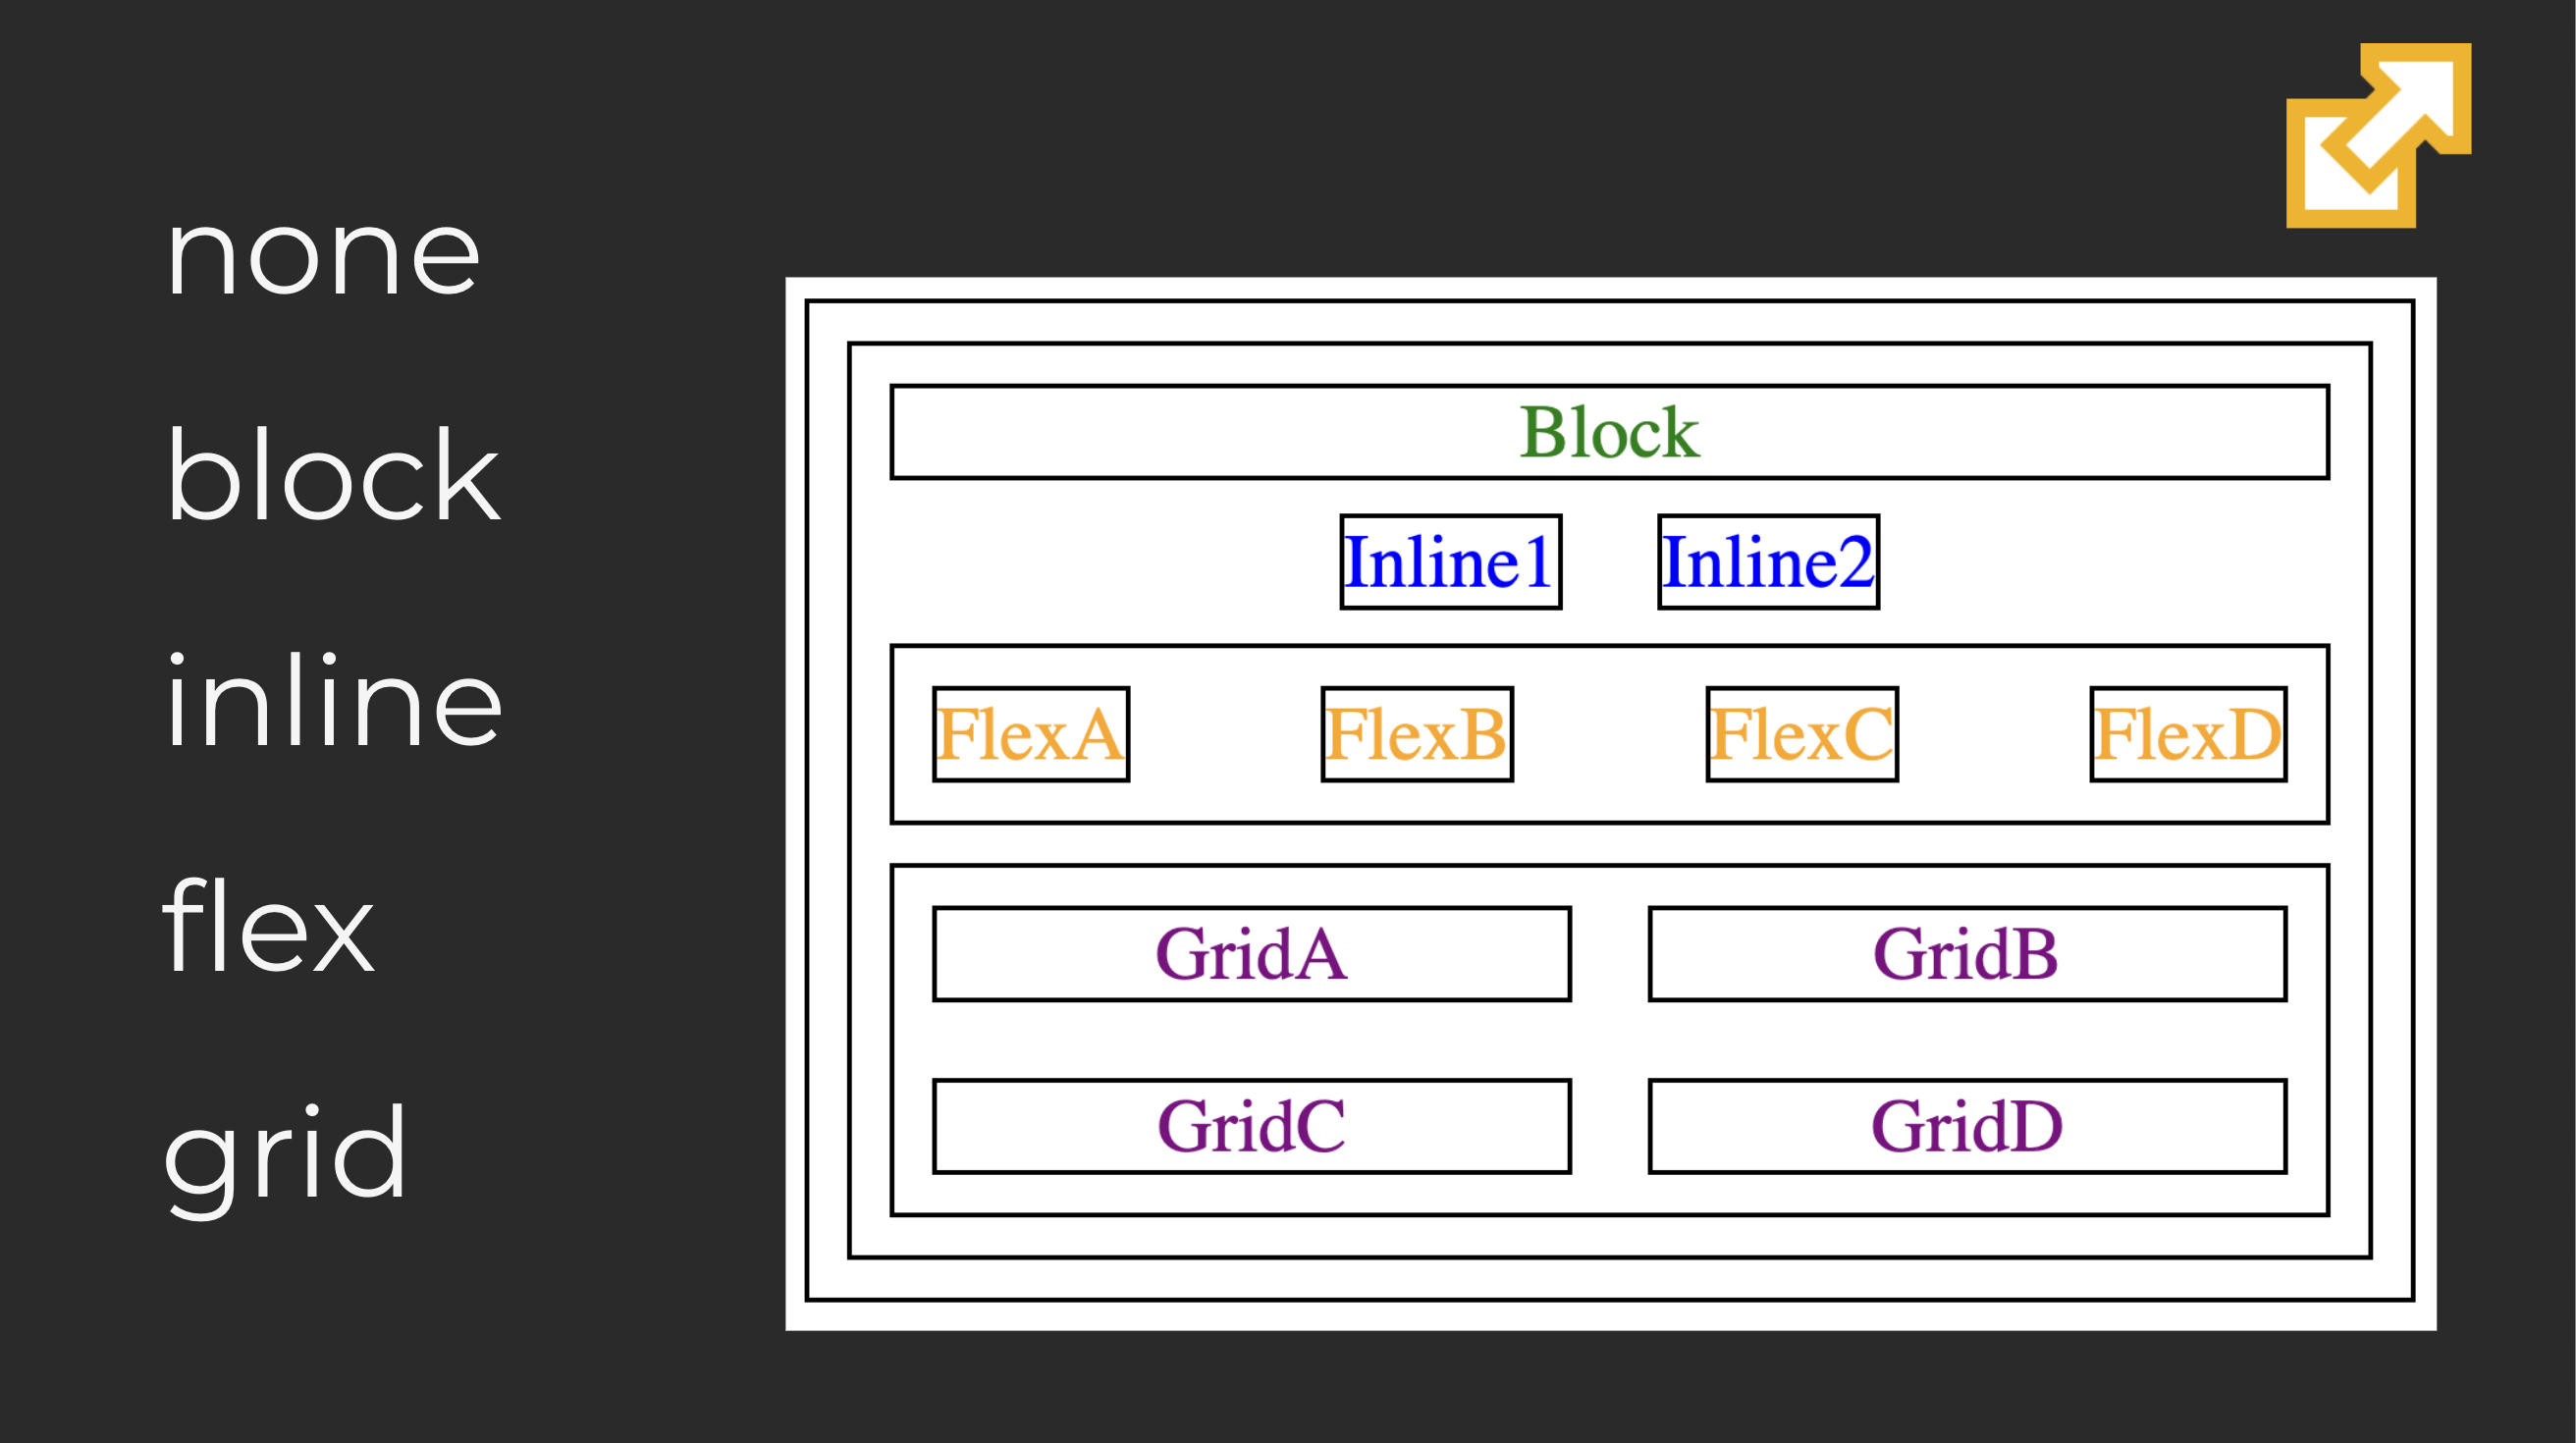 none
block
inline
flex
grid
Block
Inline1 Inline2
FlexA FlexB FlexC FlexD
GridA GridB
GridC GridD